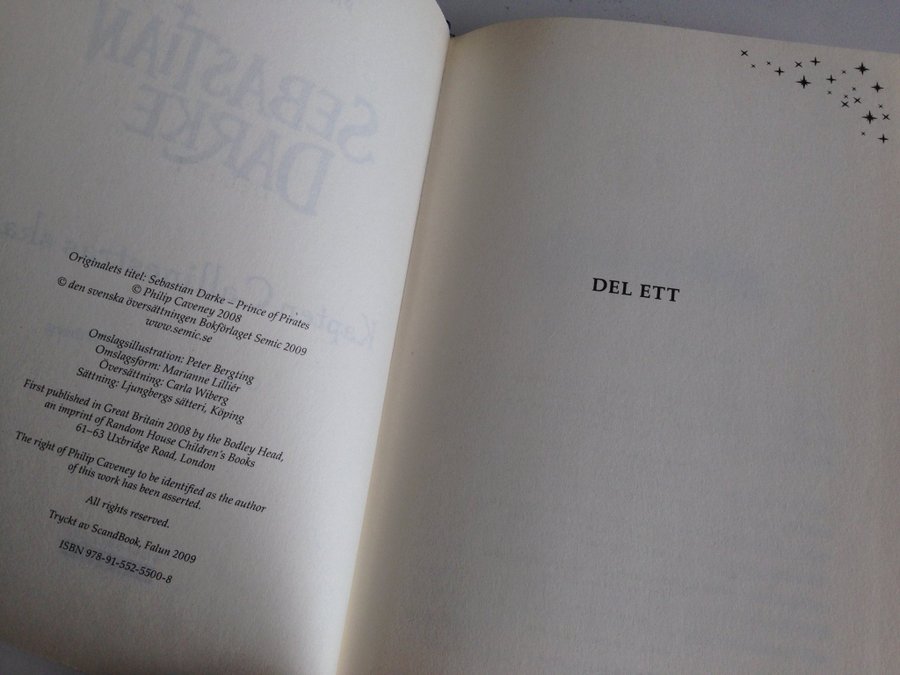 Originalets titel: Sebastian Darke – Prince of Pirates
© Philip Caveney 2008
© den svenska översättningen Bokförlaget Semic 2009
www.semic.se
Omslagsillustration: Peter Bergting
Omslagsform: Marianne Lilliér
Översättning: Carla Wiberg
Sättning: Ljungbergs sätteri, Köping
First published in Great Britain 2008 by the Bodley Head,
an imprint of Random House Children's Books
61–63 Uxbridge Road, London
The right of Philip Caveney to be identified as the author
of this work has been asserted.
All rights reserved.
Tryckt av ScandBook, Falun 2009
ISBN 978-91-552-5500-8
SEBASTIAN
DARKE
DEL ETT